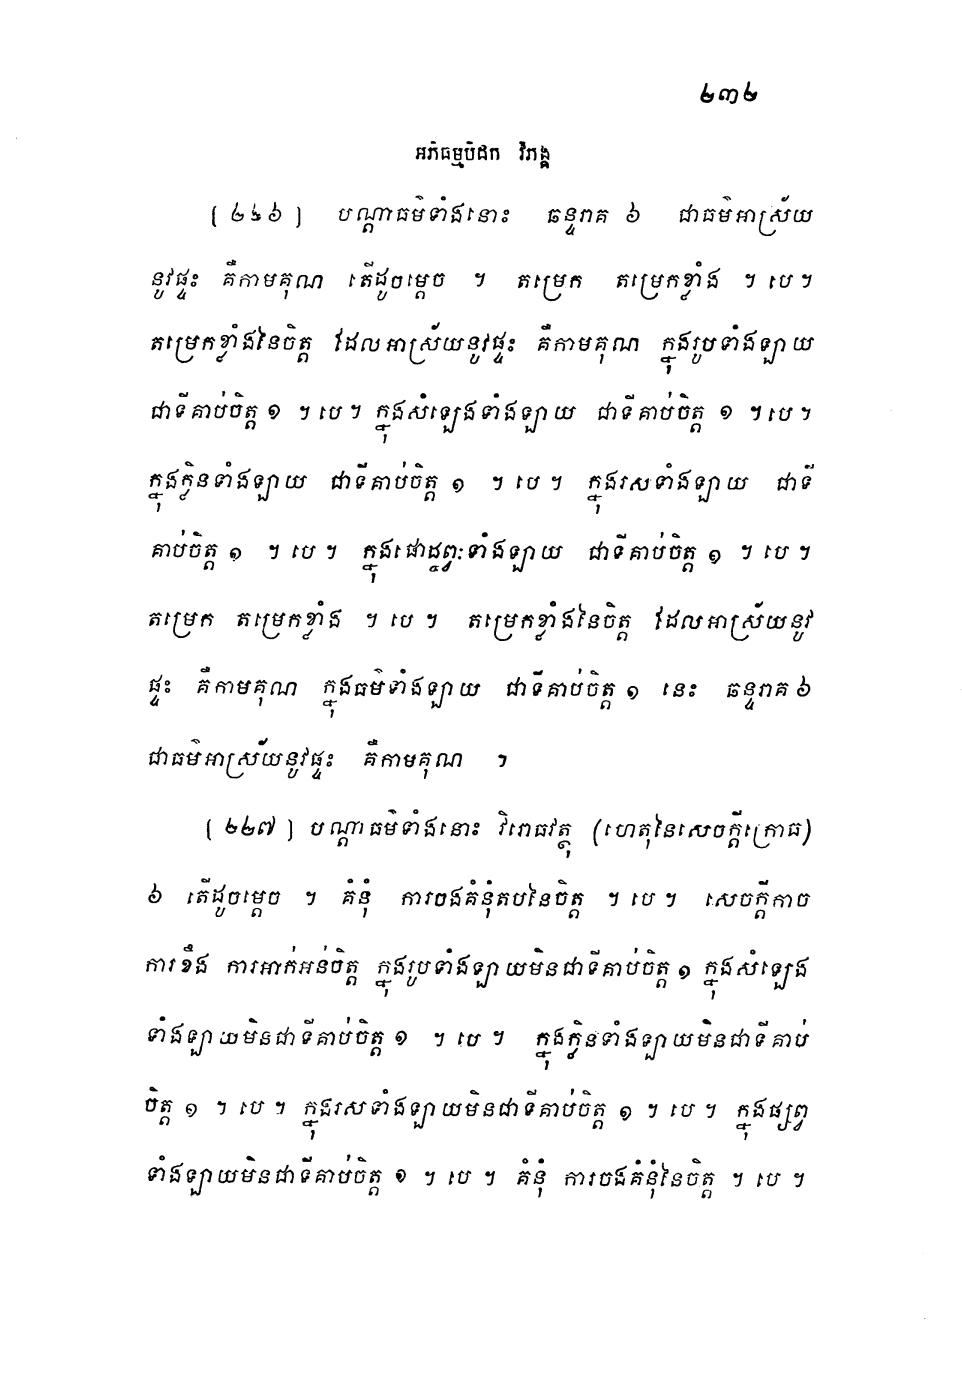 ២៣២
អភិធម្មបិដក វិភង្គ
[២២៦] បណ្តាធម៌ទាំងនោះ ឆន្ទរាគ ៦ ជាធម៌អាស្រ័យ
នូវផ្ទះ គឺកាមគុណ តើដូចម្តេច ។ តម្រេក តម្រេកខ្លាំង ។ បេ ។
តម្រេកខ្លាំងនៃចិត្ត ដែលអាស្រ័យនូវផ្ទះ គឺកាមគុណ ក្នុងរូបទាំងឡាយ
ជាទីគាប់ចិត្ត ១ ។ បេ ។ ក្នុងសំឡេងទាំងឡាយ ជាទីគាប់ចិត្ត ១ ។ បេ ។
ក្នុងក្លិនទាំងឡាយ ជាទីគាប់ចិត្ត ១ ។ បេ ។ ក្នុងរសទាំងឡាយ ជាទី
គាប់ចិត្ត ១ ។ បេ ។ ក្នុងផោដ្ឋព្វៈទាំងឡាយ ជាទីគាប់ចិត្ត ១ ។ បេ ។
តម្រេក តម្រេកខ្លាំង ។ បេ ។ តម្រេកខ្លាំងនៃចិត្ត ដែលអាស្រ័យនូវ
ផ្ទះ គឺកាមគុណ ក្នុងធម៌ទាំងឡាយ ជាទីគាប់ចិត្ត ១ នេះ ឆន្ទរាគ ៦
ជាធម៌អាស្រ័យនូវផ្ទះ គឺកាមគុណ ។
[២២៧] បណ្តាធម៌ទាំងនោះ វិរោធវត្ថុ (ហេតុនៃសេចក្តីក្រោធ)
៦ តើដូចម្តេច ។ គំនុំ ការចងគំនុំតបនៃចិត្ត ។ បេ ។ សេចក្តីកាច
ការខឹង ការអាក់អន់ចិត្ត ក្នុងរូបទាំងឡាយមិនជាទីគាប់ចិត្ត ១ ក្នុងសំឡេង
ទាំងឡាយមិនជាទីគាប់ចិត្ត ១ ។ បេ ។ ក្នុងក្លិនទាំងឡាយមិនជាទីគាប់
ចិត្ត ១ ។ បេ ។ ក្នុងរសទាំងឡាយមិនជាទីគាប់ចិត្ត ១ ។ បេ ។ ក្នុងផ្សព្វ
ទាំងឡាយមិនជាទីគាប់ចិត្ត ១ ។ បេ ។ គំនុំ ការចងគំនុំនៃចិត្ត ។ បេ ។